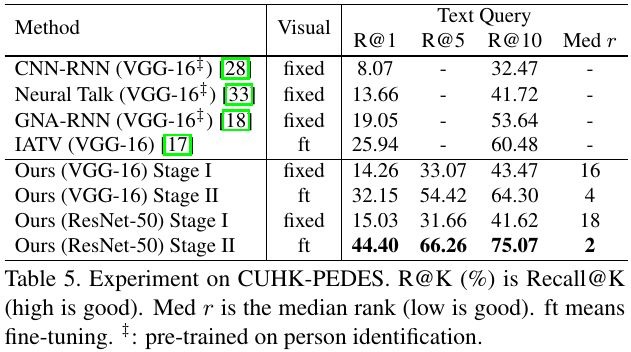 Method Visual Text Query
R@1 R@5 R@10 Med r
CNN-RNN (VGG-16‡) [28] fixed 8.07 - 32.47 -
Neural Talk (VGG-16‡) [33] fixed 13.66 - 41.72 -
GNA-RNN (VGG-16‡) [18] fixed 19.05 - 53.64 -
IATV (VGG-16) [17] ft 25.94 - 60.48 -
Ours (VGG-16) Stage I fixed 14.26 33.07 43.47 16
Ours (VGG-16) Stage II ft 32.15 54.42 64.30 4
Ours (ResNet-50) Stage I fixed 15.03 31.66 41.62 18
Ours (ResNet-50) Stage II ft 44.40 66.26 75.07 2
Table 5. Experiment on CUHK-PEDES. R@K (%) is Recall@K
(high is good). Med r is the median rank (low is good). ft means
fine-tuning. ‡: pre-trained on person identification.